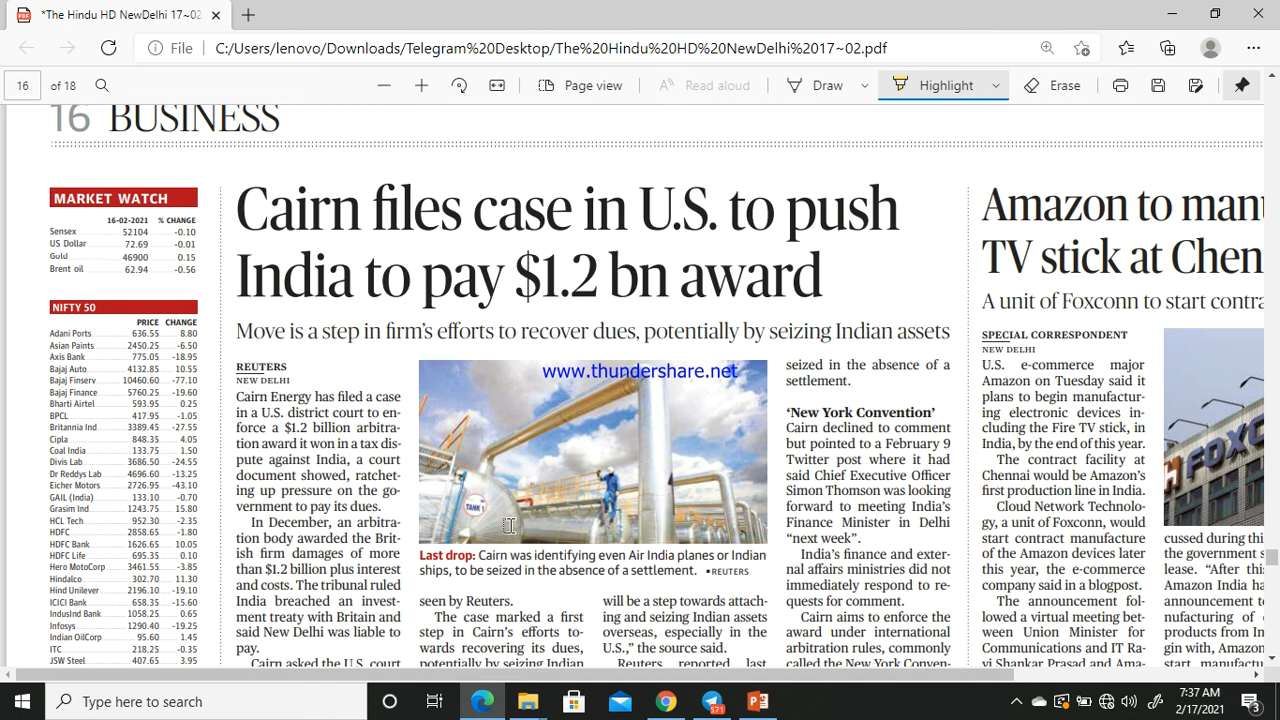 *The Hindu HD NewDelhi 17~02
File
C:/Users/lenovo/Downloads/Telegram%20Desktop/The%20Hindu%20HD%20NewDelhi%2017~02.pdf
16 of 18
Page view
Read aloud
Draw
Highlight
Erase
16 BUSINESS
MARKET WATCH
16-02-2021 % CHANGE
Sensex 52104 -0.10
US Dollar 72.69 -0.01
Gold 46900 0.15
Brent oil 62.94 -0.56
NIFTY 50
PRICE CHANGE
Adani Ports 636.55 8.80
Asian Paints 2450.25 -6.50
Axis Bank 775.05 -18.95
Bajaj Auto 4132.85 10.55
Bajaj Finserv 10460.60 -77.10
Bajaj Finance 5760.25 -19.60
Bharti Airtel 593.95 0.25
BPCL 417.95 -1.05
Britannia Ind 3389.45 -27.55
Cipla 848.35 4.05
Coal India 133.75 1.50
Divis Lab 3686.50 -24.55
Dr Reddys Lab 4696.60 -13.25
Eicher Motors 2726.95 -43.10
GAIL (India) 133.10 -0.70
Grasim Ind 1243.75 15.80
HCL Tech 952.30 -2.35
HDFC 2858.65 -1.80
HDFC Bank 1626.65 10.05
HDFC Life 695.35 0.10
Hero MotoCorp 3461.55 -3.85
Hindalco 302.70 11.30
Hind Unilever 2196.10 -19.10
ICICI Bank 658.35 -15.60
IndusInd Bank 1058.25 0.65
Infosys 1290.40 -19.25
Indian OilCorp 95.60 1.45
ITC 218.25 -0.35
JSW Steel 407.65 3.95
Cairn files case in U.S. to push
India to pay $1.2 bn award
Move is a step in firm's efforts to recover dues, potentially by seizing Indian assets
REUTERS
NEW DELHI
Cairn Energy has filed a case
in a U.S. district court to en-
force a $1.2 billion arbitra-
tion award it won in a tax dis-
pute against India, a court
document showed, ratchet-
ing up pressure on the go-
vernment to pay its dues.
In December, an arbitra-
tion body awarded the Brit-
ish firm damages of more
than $1.2 billion plus interest
and costs. The tribunal ruled
India breached an invest-
ment treaty with Britain and
said New Delhi was liable to
pay.
Cairn asked the U.S. court
www.thundershare.net
TANK 1
Last drop: Cairn was identifying even Air India planes or Indian
ships, to be seized in the absence of a settlement. •REUTERS
seen by Reuters.
The case marked a first
step in Cairn's efforts to-
wards recovering its dues,
potentially by seizing Indian
will be a step towards attach-
ing and seizing Indian assets
overseas, especially in the
U.S.," the source said.
Reuters reported last
seized in the absence of a
settlement.
'New York Convention'
Cairn declined to comment
but pointed to a February 9
Twitter post where it had
said Chief Executive Officer
Simon Thomson was looking
forward to meeting India's
Finance Minister in Delhi
“next week”.
India's finance and exter-
nal affairs ministries did not
immediately respond to re-
quests for comment.
Cairn aims to enforce the
award under international
arbitration rules, commonly
called the New York Conven-
Amazon to man
TV stick at Chen
A unit of Foxconn to start contra
SPECIAL CORRESPONDENT
NEW DELHI
U.S. e-commerce major
Amazon on Tuesday said it
plans to begin manufactur-
ing electronic devices in-
cluding the Fire TV stick, in
India, by the end of this year.
The contract facility at
Chennai would be Amazon's
first production line in India.
Cloud Network Technolo-
gy, a unit of Foxconn, would
start contract manufacture
of the Amazon devices later
this year, the e-commerce
company said in a blogpost.
The announcement fol-
lowed a virtual meeting bet-
ween Union Minister for
Communications and IT Ra-
vi Shankar Prasad and Ama-
FOXC
cussed during thi
the government s
lease. “After thi
Amazon India ha
announcement t
nufacturing of
products from In
gin with, Amazon
start manufactu
Type here to search
571
7:37 AM
2/17/2021
3